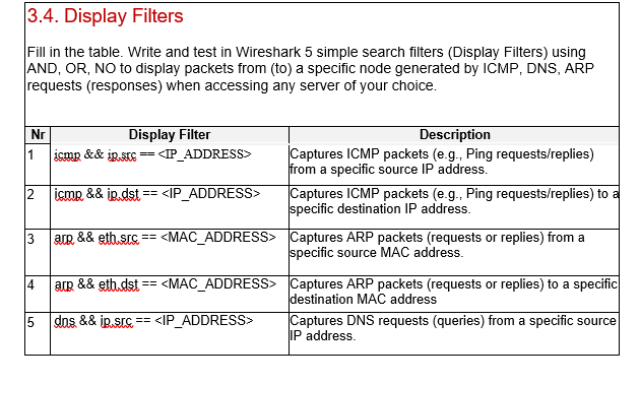 3.4. Display Filters
Fill in the table. Write and test in Wireshark 5 simple search filters (Display Filters) using
AND, OR, NO to display packets from (to) a specific node generated by ICMP, DNS, ARP
requests (responses) when accessing any server of your choice.
Nr Display Filter Description
1 icmp && ip.src == <IP_ADDRESS> Captures ICMP packets (e.g., Ping requests/replies)
from a specific source IP address.
2 icmp && ip.dst == <IP_ADDRESS> Captures ICMP packets (e.g., Ping requests/replies) to a
specific destination IP address.
3 arp && eth.src == <MAC_ADDRESS> Captures ARP packets (requests or replies) from a
specific source MAC address.
4 arp && eth.dst == <MAC_ADDRESS> Captures ARP packets (requests or replies) to a specific
destination MAC address
5 dns && ip.src == <IP_ADDRESS> Captures DNS requests (queries) from a specific source
IP address.